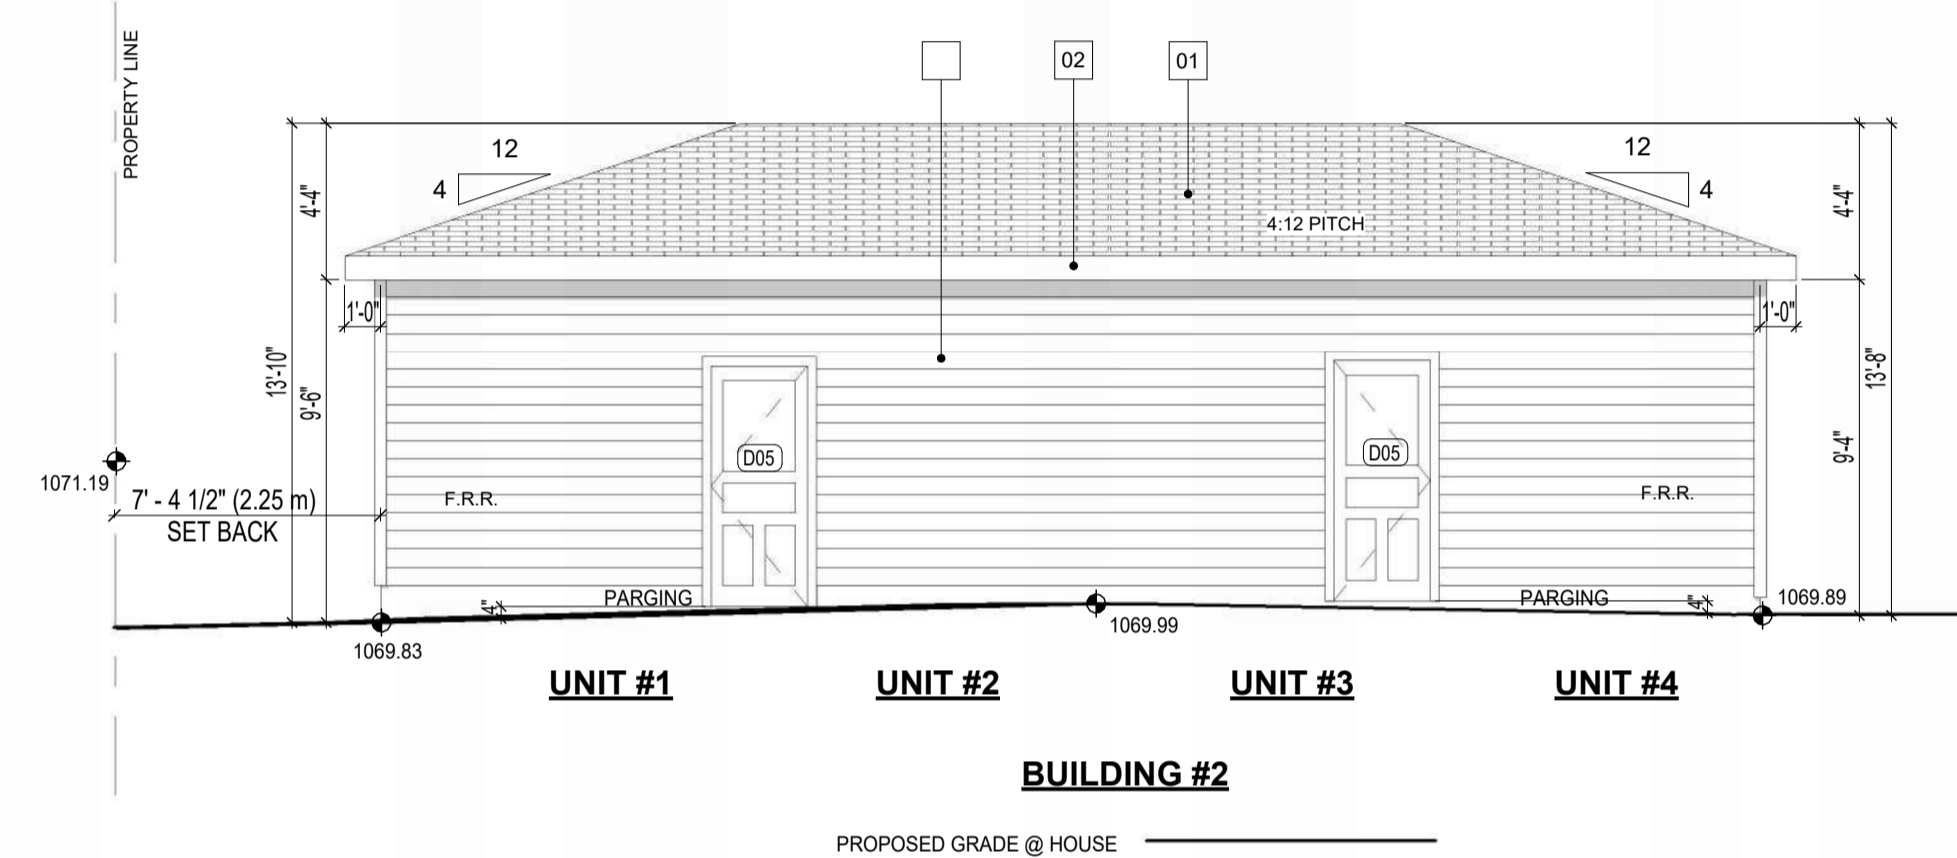 PROPERTY LINE
02
01
12
4
12
4
4'-4"
4'-4"
4:12 PITCH
1'-0"
1'-0"
13'-10"
9'-6"
13'-8"
9'-4"
D05
D05
1071.19
7' - 4 1/2" (2.25 m)
SET BACK
F.R.R.
F.R.R.
4"
PARGING
PARGING
4"
1069.89
1069.83
1069.99
UNIT #1
UNIT #2
UNIT #3
UNIT #4
BUILDING #2
PROPOSED GRADE @ HOUSE